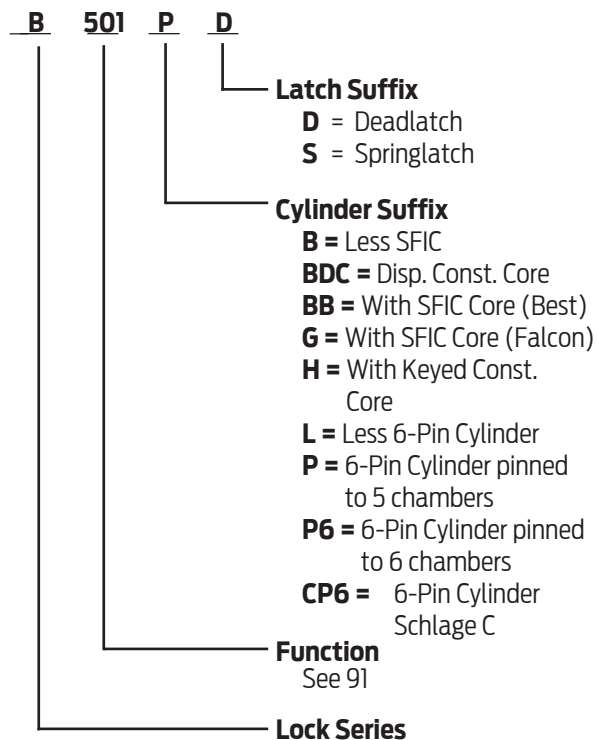 B 501 P D
Latch Suffix
D = Deadlatch
S = Springlatch
Cylinder Suffix
B = Less SFIC
BDC = Disp. Const. Core
BB = With SFIC Core (Best)
G = With SFIC Core (Falcon)
H = With Keyed Const.
Core
L = Less 6-Pin Cylinder
P = 6-Pin Cylinder pinned
to 5 chambers
P6 = 6-Pin Cylinder pinned
to 6 chambers
CP6 = 6-Pin Cylinder
Schlage C
Function
See 91
Lock Series